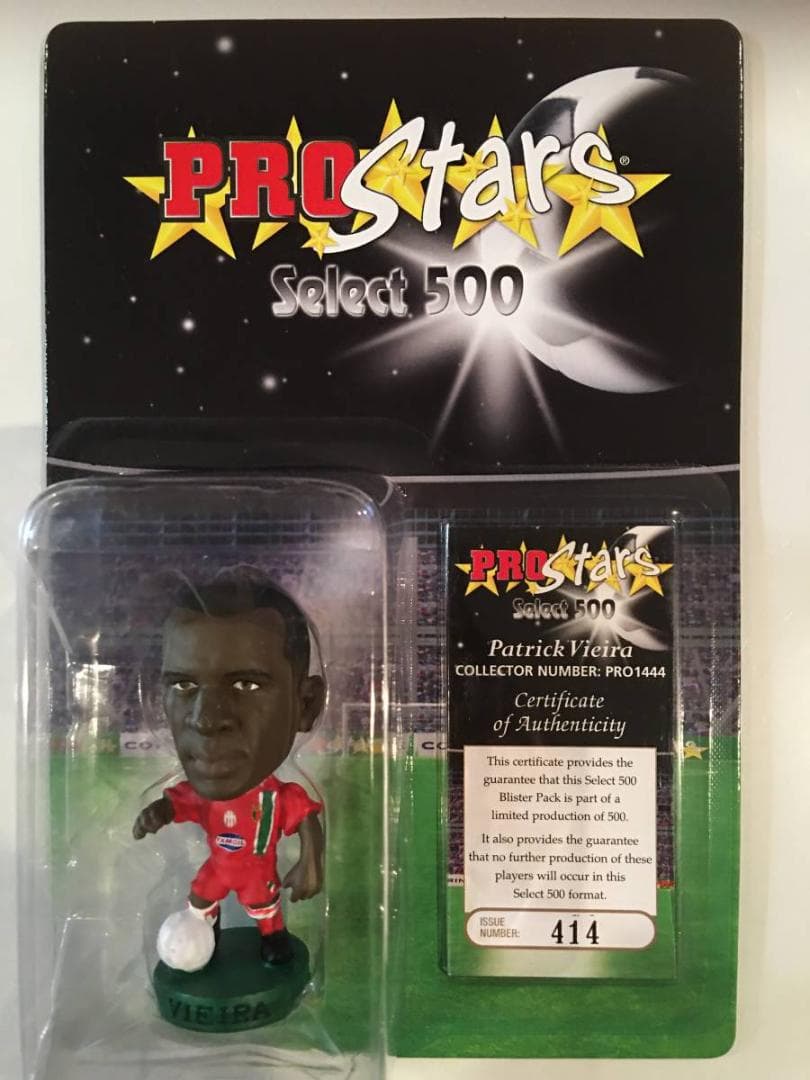 PROStars®
Select 500
PROStars
Select 500
Patrick Vieira
COLLECTOR NUMBER: PRO1444
Certificate
of Authenticity
This certificate provides the
guarantee that this Select 500
Blister Pack is part of a
limited production of 500.
It also provides the guarantee
that no further production of these
players will occur in this
Select 500 format.
ISSUE
NUMBER: 414
TAMOIL
VIEIRA